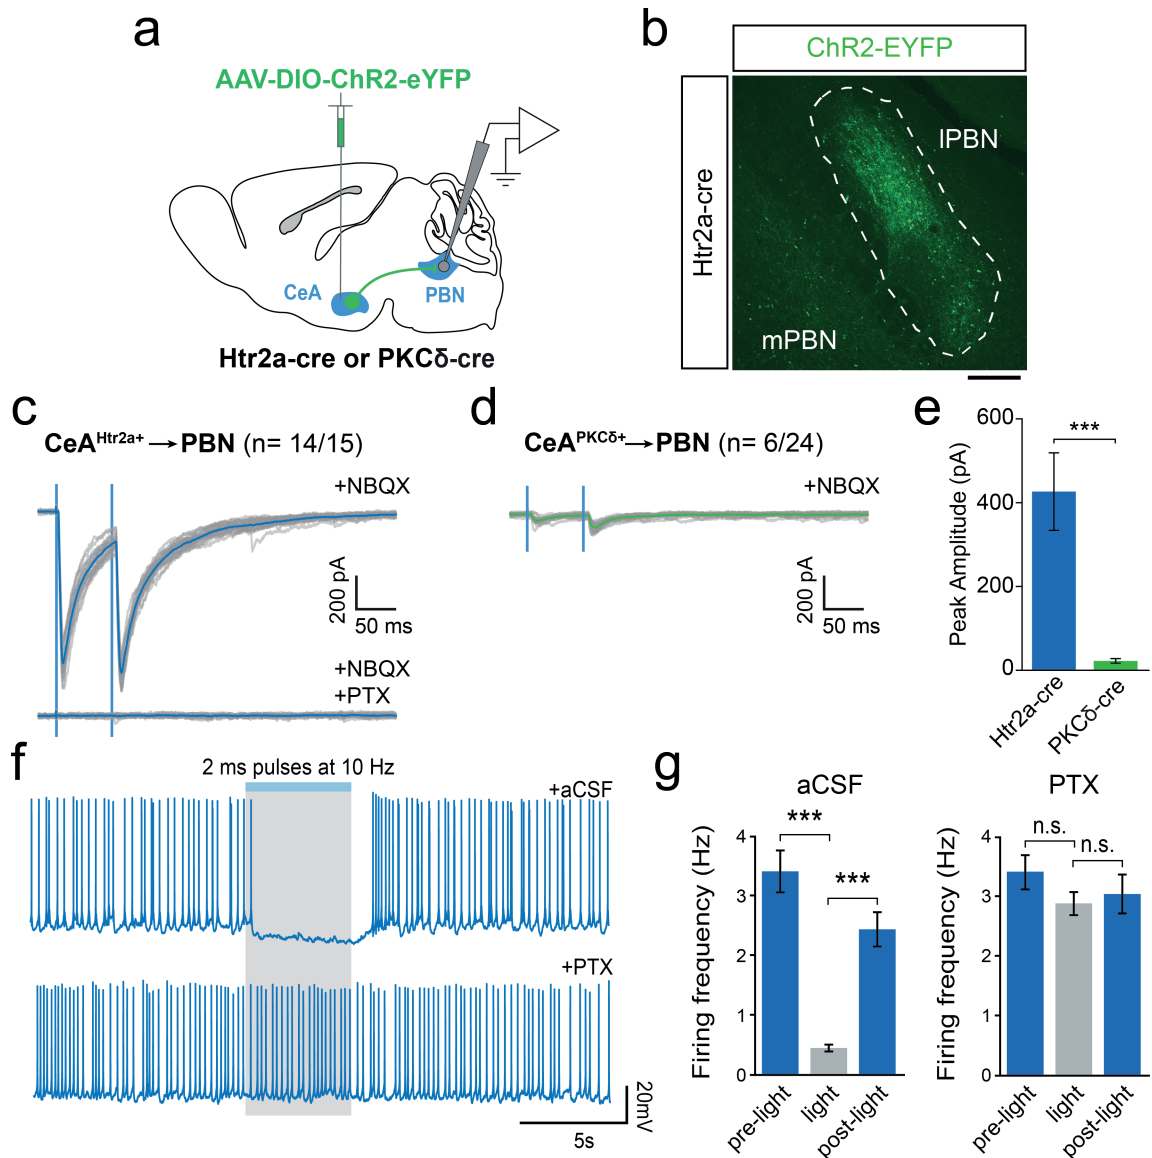 a
AAV-DIO-ChR2-eYFP
CeA
PBN
Htr2a-cre or PKCδ-cre
b
ChR2-EYFP
Htr2a-cre
lPBN
mPBN
c
CeAHtr2a+→PBN (n= 14/15)
+NBQX
200 pA
50 ms
+NBQX
+PTX
d
CeAPKCδ+→PBN (n= 6/24)
+NBQX
200 pA
50 ms
e
Peak Amplitude (pA)
600
400
200
0
***
Htr2a-cre
PKCδ-cre
f
2 ms pulses at 10 Hz
+aCSF
+PTX
20mV
5s
g
aCSF
Firing frequency (Hz)
4
3
2
1
0
***
***
pre-light
light
post-light
PTX
Firing frequency (Hz)
4
3
2
1
0
n.s.
n.s.
pre-light
light
post-light